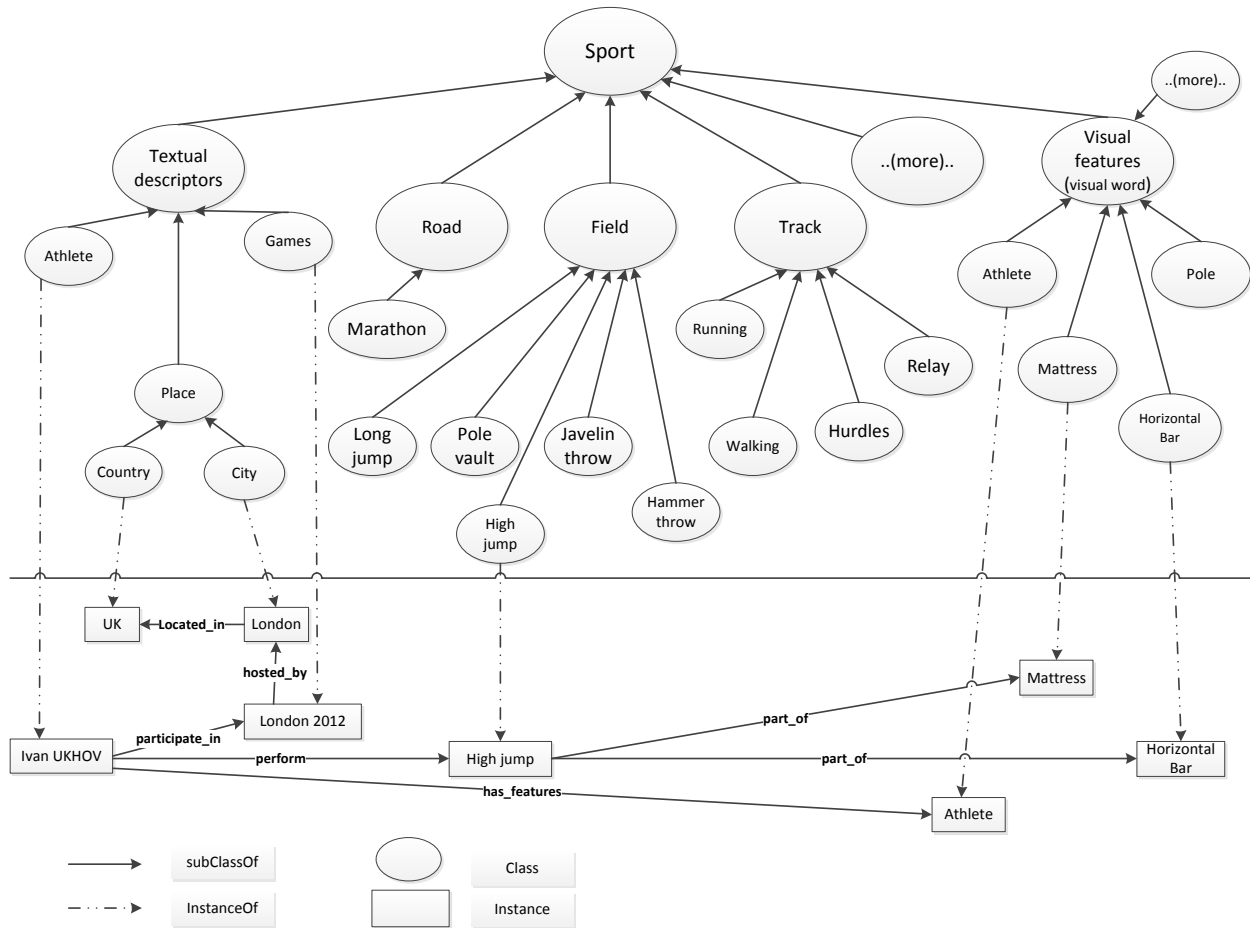 Sport
..(more)..
Textual
descriptors
Visual
features
(visual word)
..(more)..
Road
Field
Track
Athlete
Games
Athlete
Pole
Marathon
Running
Relay
Mattress
Place
Long
jump
Pole
vault
Javelin
throw
Walking
Hurdles
Horizontal
Bar
Country
City
High
jump
Hammer
throw
UK
Located_in
London
hosted_by
Mattress
London 2012
part_of
participate_in
Ivan UKHOV
perform
High jump
part_of
Horizontal
Bar
has_features
Athlete
subClassOf
Class
InstanceOf
Instance